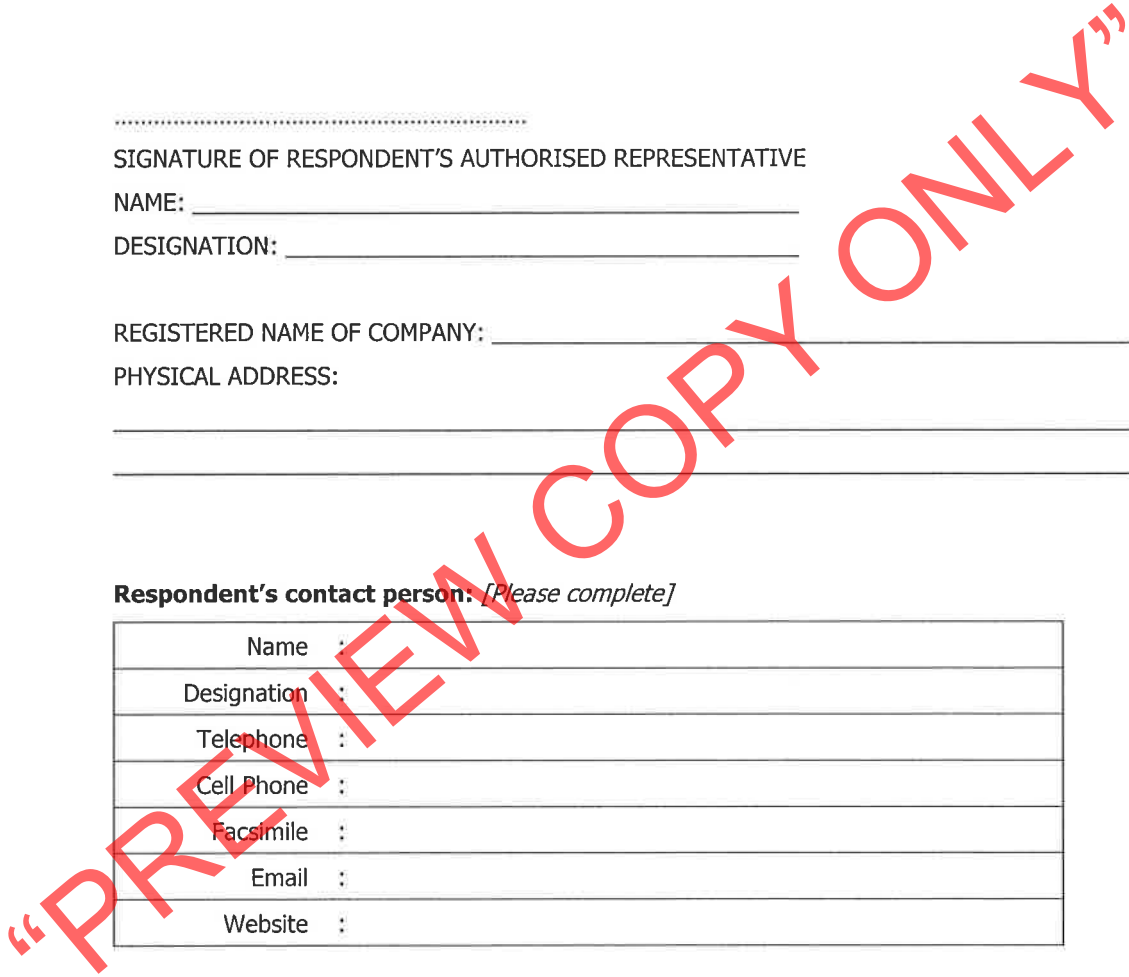 SIGNATURE OF RESPONDENT'S AUTHORISED REPRESENTATIVE
NAME:
DESIGNATION:
REGISTERED NAME OF COMPANY:
PHYSICAL ADDRESS:
Respondent's contact person: [Please complete]
Name :
Designation :
Telephone :
Cell Phone :
Facsimile :
Email :
Website :
"PREVIEW COPY ONLY"